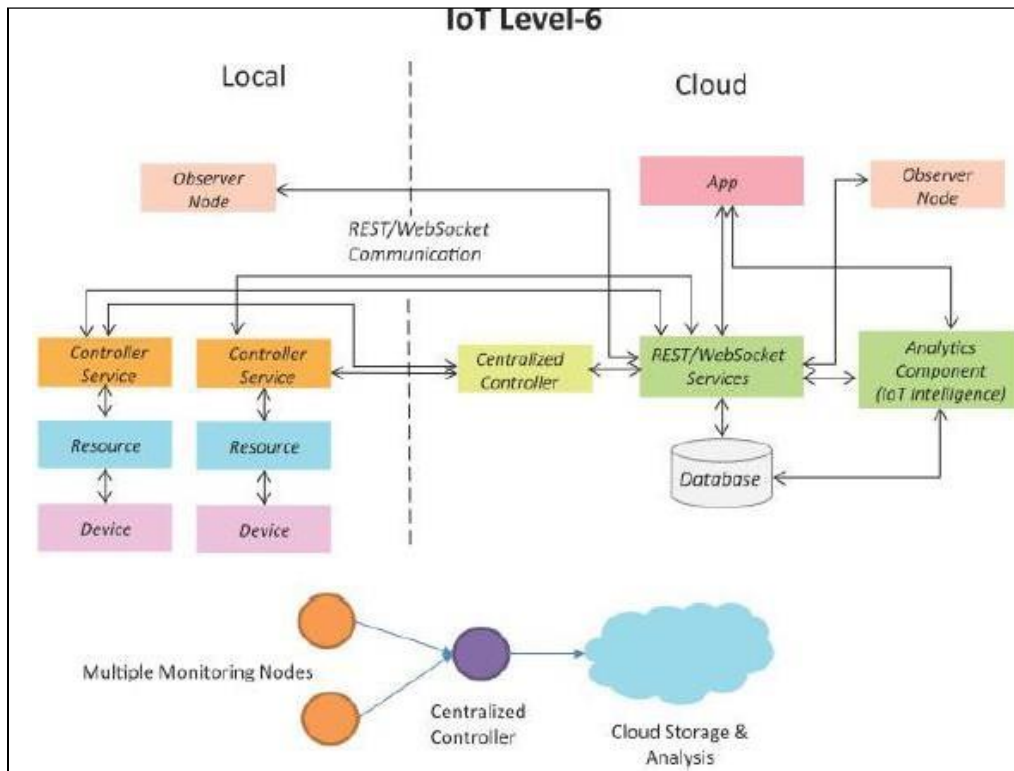 IoT Level-6
Local
Cloud
Observer
Node
App
Observer
Node
REST/WebSocket
Communication
Controller
Service
Controller
Service
Centralized
Controller
REST/WebSocket
Services
Analytics
Component
(IoT intelligence)
Resource
Resource
Database
Device
Device
Multiple Monitoring Nodes
Centralized
Controller
Cloud Storage &
Analysis